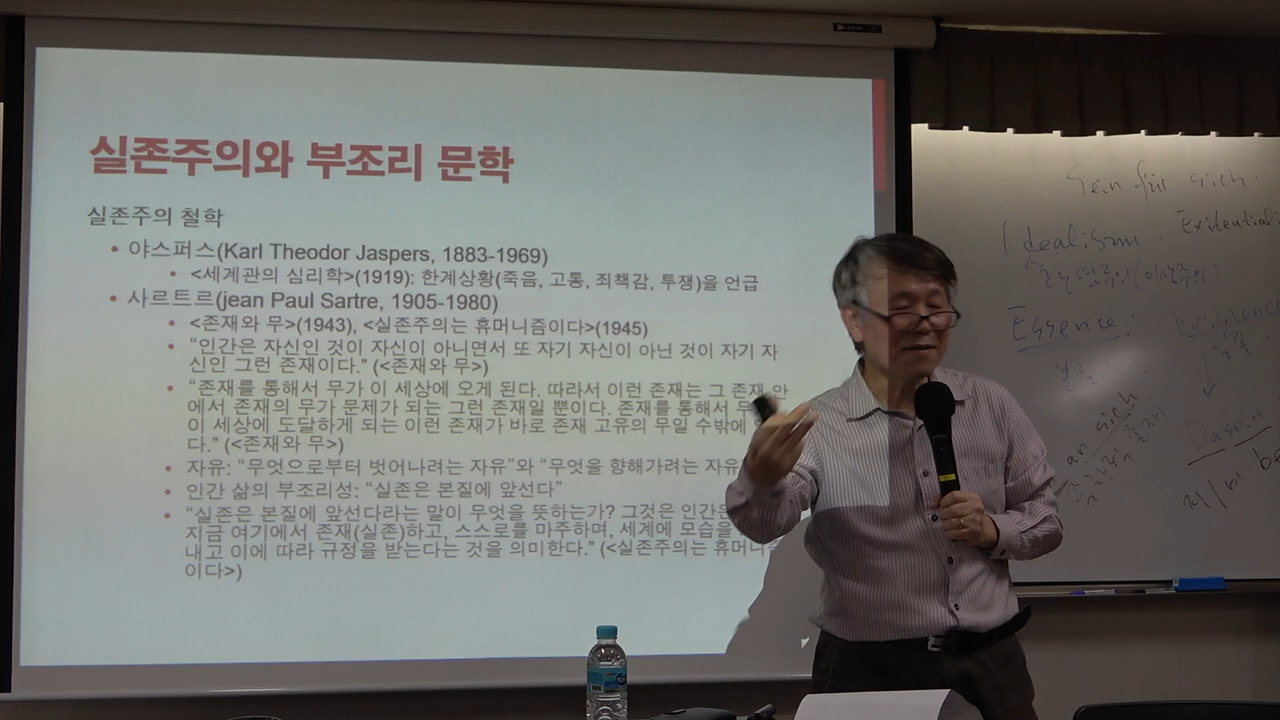 실존주의와 부조리 문학
실존주의 철학
• 야스퍼스(Karl Theodor Jaspers, 1883-1969)
• <세계관의 심리학>(1919): 한계상황(죽음, 고통, 죄책감, 투쟁)을 언급
• 사르트르(jean Paul Sartre, 1905-1980)
• <존재와 무>(1943), <실존주의는 휴머니즘이다>(1945)
• “인간은 자신인 것이 자신이 아니면서 또 자기 자신이 아닌 것이 자기 자
신인 그런 존재이다.” (<존재와 무>)
• “존재를 통해서 무가 이 세상에 오게 된다. 따라서 이런 존재는 그 존재 안
에서 존재의 무가 문제가 되는 그런 존재일 뿐이다. 존재를 통해서 무
이 세상에 도달하게 되는 이런 존재가 바로 존재 고유의 무일 수밖에
다.” (<존재와 무>)
• 자유: “무엇으로부터 벗어나려는 자유”와 “무엇을 향해가려는 자유
• 인간 삶의 부조리성: “실존은 본질에 앞선다”
• “실존은 본질에 앞선다라는 말이 무엇을 뜻하는가? 그것은 인간은
지금 여기에서 존재(실존)하고, 스스로를 마주하며, 세계에 모습을
내고 이에 따라 규정을 받는다는 것을 의미한다.” (<실존주의는 휴머니즘
이다>)
Sein für sich.
Idealismu. Existential
Essence. Existence
본질
an sich
Dasein
be